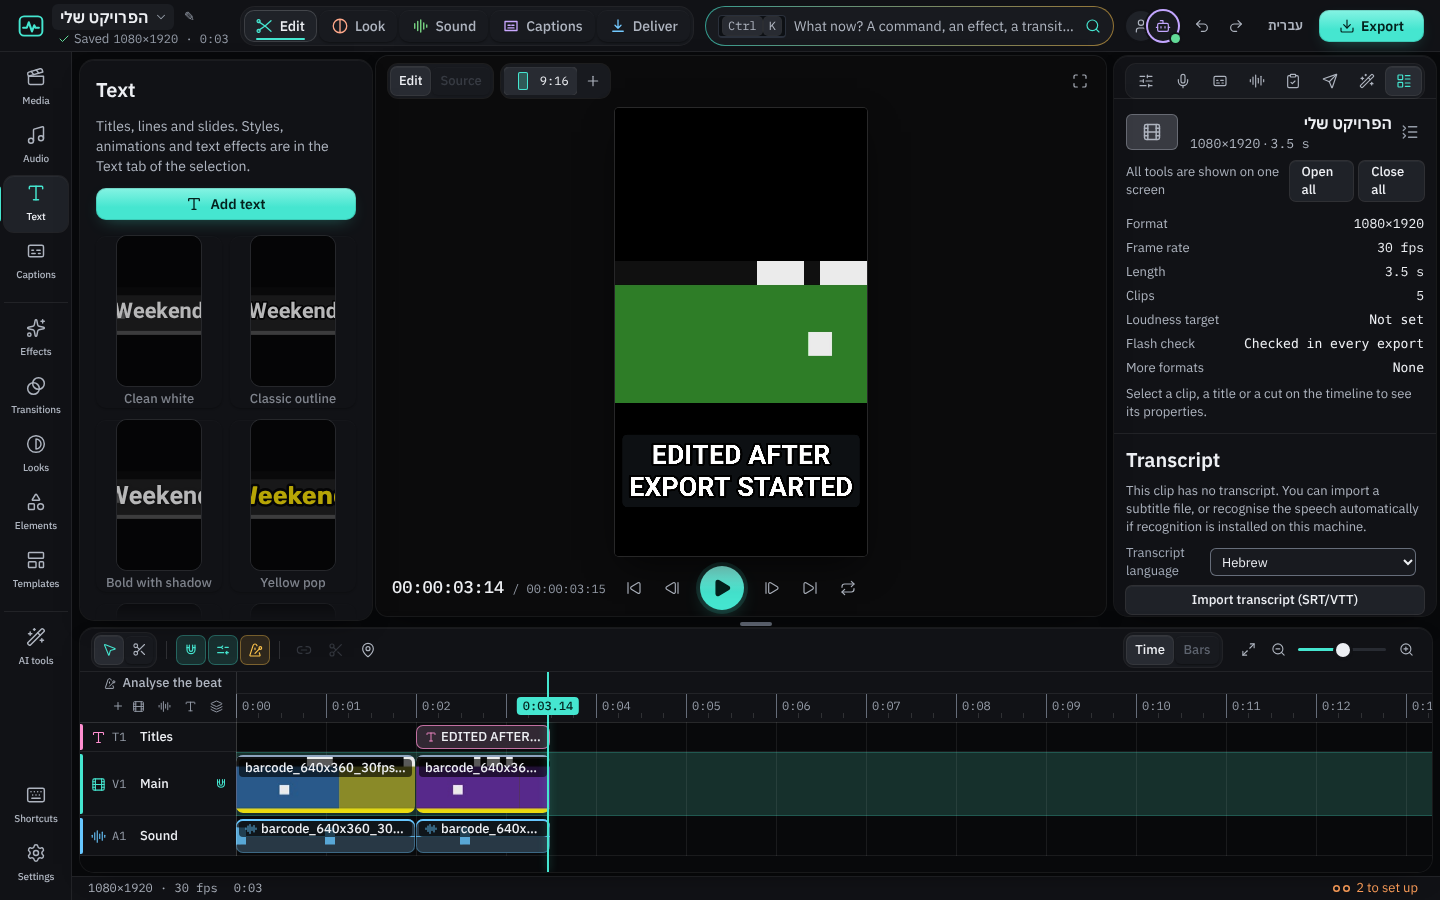 הפרויקט שלי
Saved 1080×1920 · 0:03
Edit
Look
Sound
Captions
Deliver
Ctrl K What now? A command, an effect, a transit...
עברית
Export
Media
Audio
Text
Captions
Effects
Transitions
Looks
Elements
Templates
AI tools
Shortcuts
Settings
Text
Titles, lines and slides. Styles,
animations and text effects are in the
Text tab of the selection.
Add text
Weekend
Weekend
Clean white
Classic outline
Weekend
Weekend
Bold with shadow
Yellow pop
Edit
Source
9:16
EDITED AFTER
EXPORT STARTED
00:00:03:14 / 00:00:03:15
הפרויקט שלי
1080×1920 · 3.5 s
All tools are shown on one
screen
Open
all
Close
all
Format 1080×1920
Frame rate 30 fps
Length 3.5 s
Clips 5
Loudness target Not set
Flash check Checked in every export
More formats None
Select a clip, a title or a cut on the timeline to see
its properties.
Transcript
This clip has no transcript. You can import a
subtitle file, or recognise the speech automatically
if recognition is installed on this machine.
Transcript
language
Hebrew
Import transcript (SRT/VTT)
Time
Bars
Analyse the beat
0:00 0:01 0:02 0:03.14 0:04 0:05 0:06 0:07 0:08 0:09 0:10 0:11 0:12 0:1
T1 Titles
EDITED AFTER...
V1 Main
barcode_640x360_30fps... barcode_640x36...
A1 Sound
barcode_640x360_30... barcode_640x...
1080×1920 · 30 fps 0:03
2 to set up